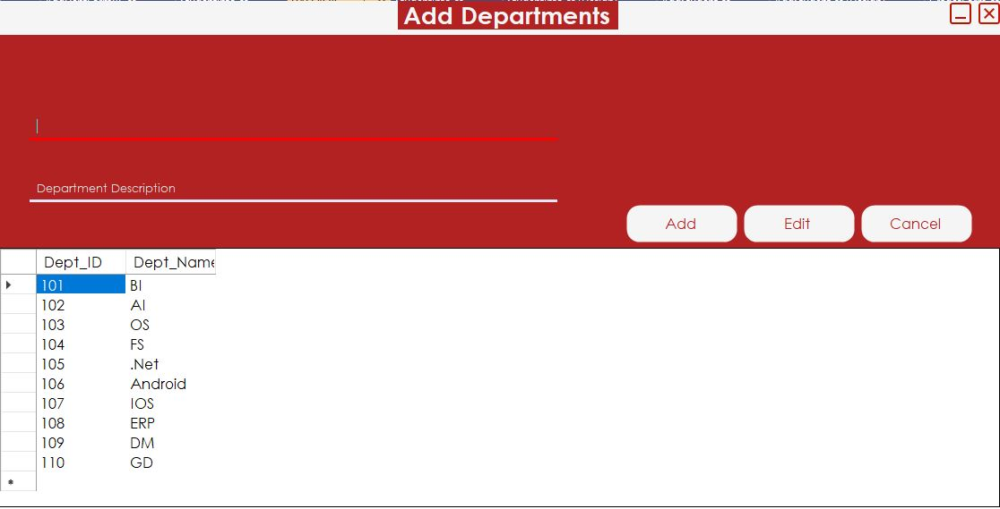 Add Departments
Department Description
Add Edit Cancel
Dept_ID Dept_Name
101 BI
102 AI
103 OS
104 FS
105 .Net
106 Android
107 IOS
108 ERP
109 DM
110 GD